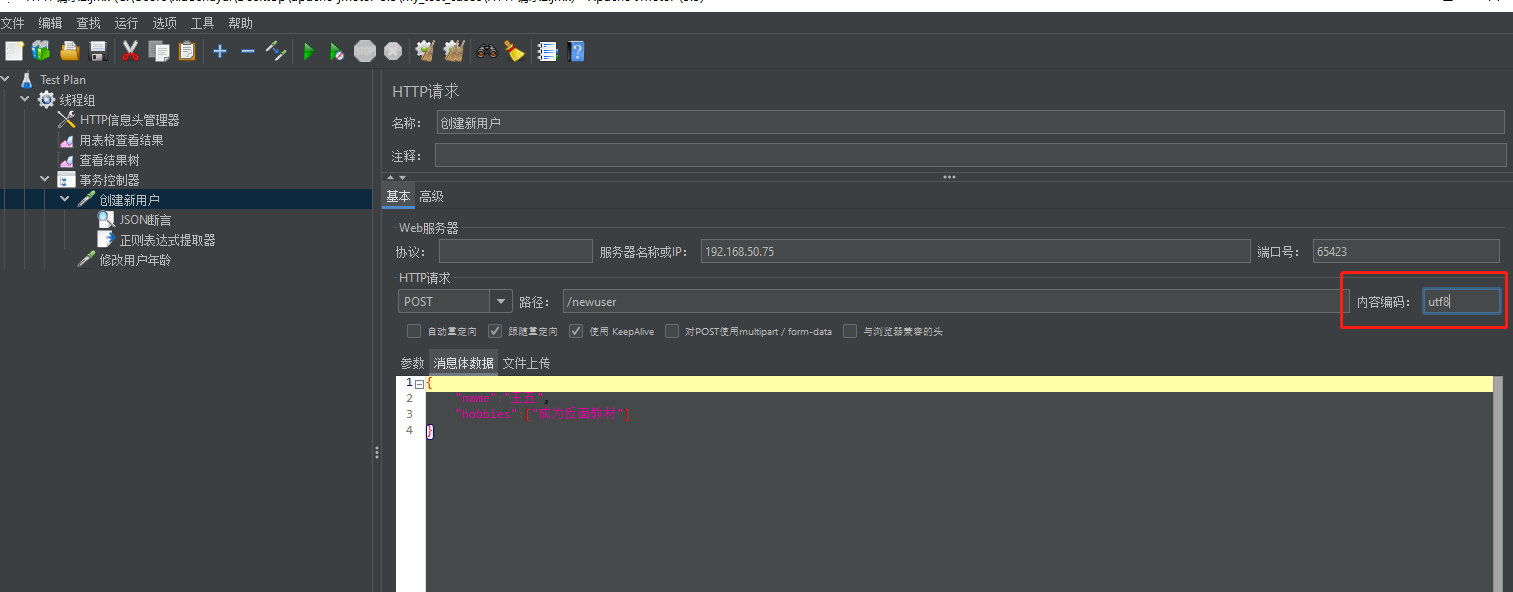 文件 编辑 查找 运行 选项 工具 帮助
STOP
Test Plan
线程组
HTTP信息头管理器
用表格查看结果
查看结果树
事务控制器
创建新用户
JSON断言
正则表达式提取器
修改用户年龄
HTTP请求
名称： 创建新用户
注释：
基本 高级
Web服务器
协议： 服务器名称或IP： 192.168.50.75 端口号： 65423
HTTP请求
POST 路径： /newuser 内容编码： utf8
自动重定向 跟随重定向 使用 KeepAlive 对POST使用multipart / form-data 与浏览器兼容的头
参数 消息体数据 文件上传
1 {
2 "name":"王五",
3 "hobbies":["成为反面教材"]
4 }